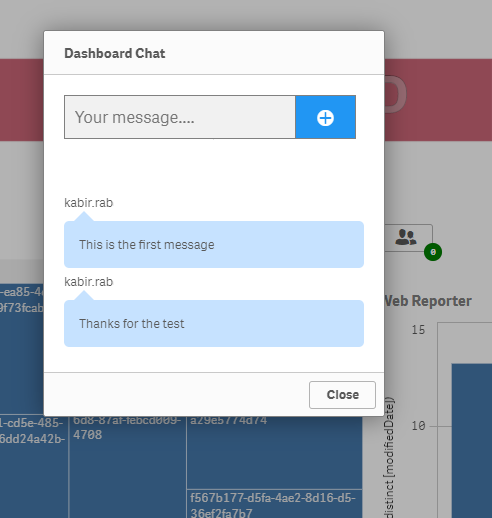 Dashboard Chat
D
Your message....
kabir.rab
This is the first message
kabir.rab
Thanks for the test
Close
e
Web Reporter
15
10
distinct [modifiedDate])
-ea85-4
9f73fcab
1-cd5e-485-
6dd24a42b-
6d8-87af-febcd009-
4708
a29e5774d74
f567b177-d5fa-4ae2-8d16-d5-
36ef2fa7b7